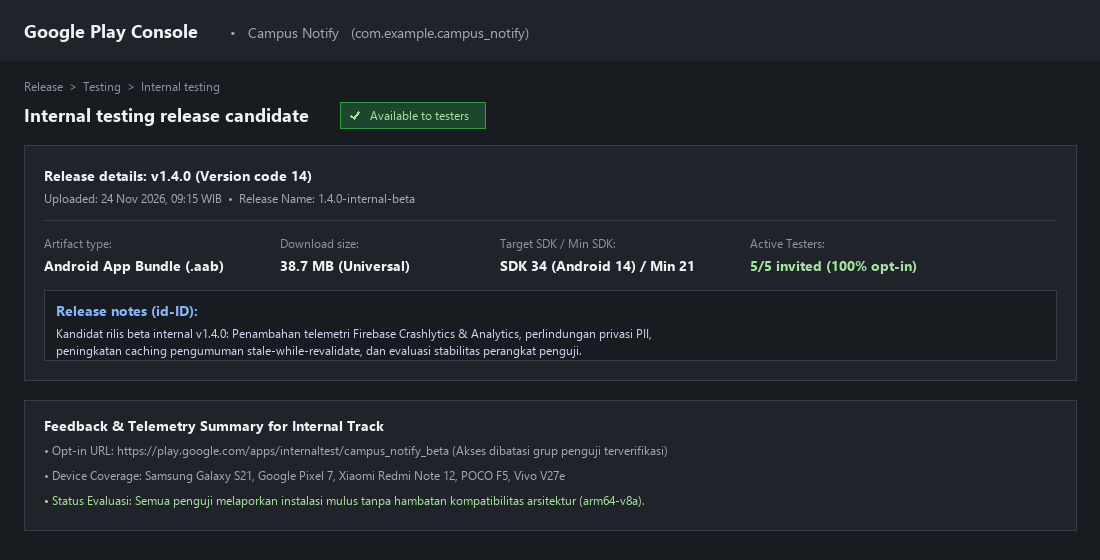 Google Play Console • Campus Notify (com.example.campus_notify)
Release > Testing > Internal testing
Internal testing release candidate ✓ Available to testers
Release details: v1.4.0 (Version code 14)
Uploaded: 24 Nov 2026, 09:15 WIB • Release Name: 1.4.0-internal-beta
Artifact type: Download size: Target SDK / Min SDK: Active Testers:
Android App Bundle (.aab) 38.7 MB (Universal) SDK 34 (Android 14) / Min 21 5/5 invited (100% opt-in)
Release notes (id-ID):
Kandidat rilis beta internal v1.4.0: Penambahan telemetri Firebase Crashlytics & Analytics, perlindungan privasi PII,
peningkatan caching pengumuman stale-while-revalidate, dan evaluasi stabilitas perangkat penguji.
Feedback & Telemetry Summary for Internal Track
• Opt-in URL: https://play.google.com/apps/internaltest/campus_notify_beta (Akses dibatasi grup penguji terverifikasi)
• Device Coverage: Samsung Galaxy S21, Google Pixel 7, Xiaomi Redmi Note 12, POCO F5, Vivo V27e
• Status Evaluasi: Semua penguji melaporkan instalasi mulus tanpa hambatan kompatibilitas arsitektur (arm64-v8a).